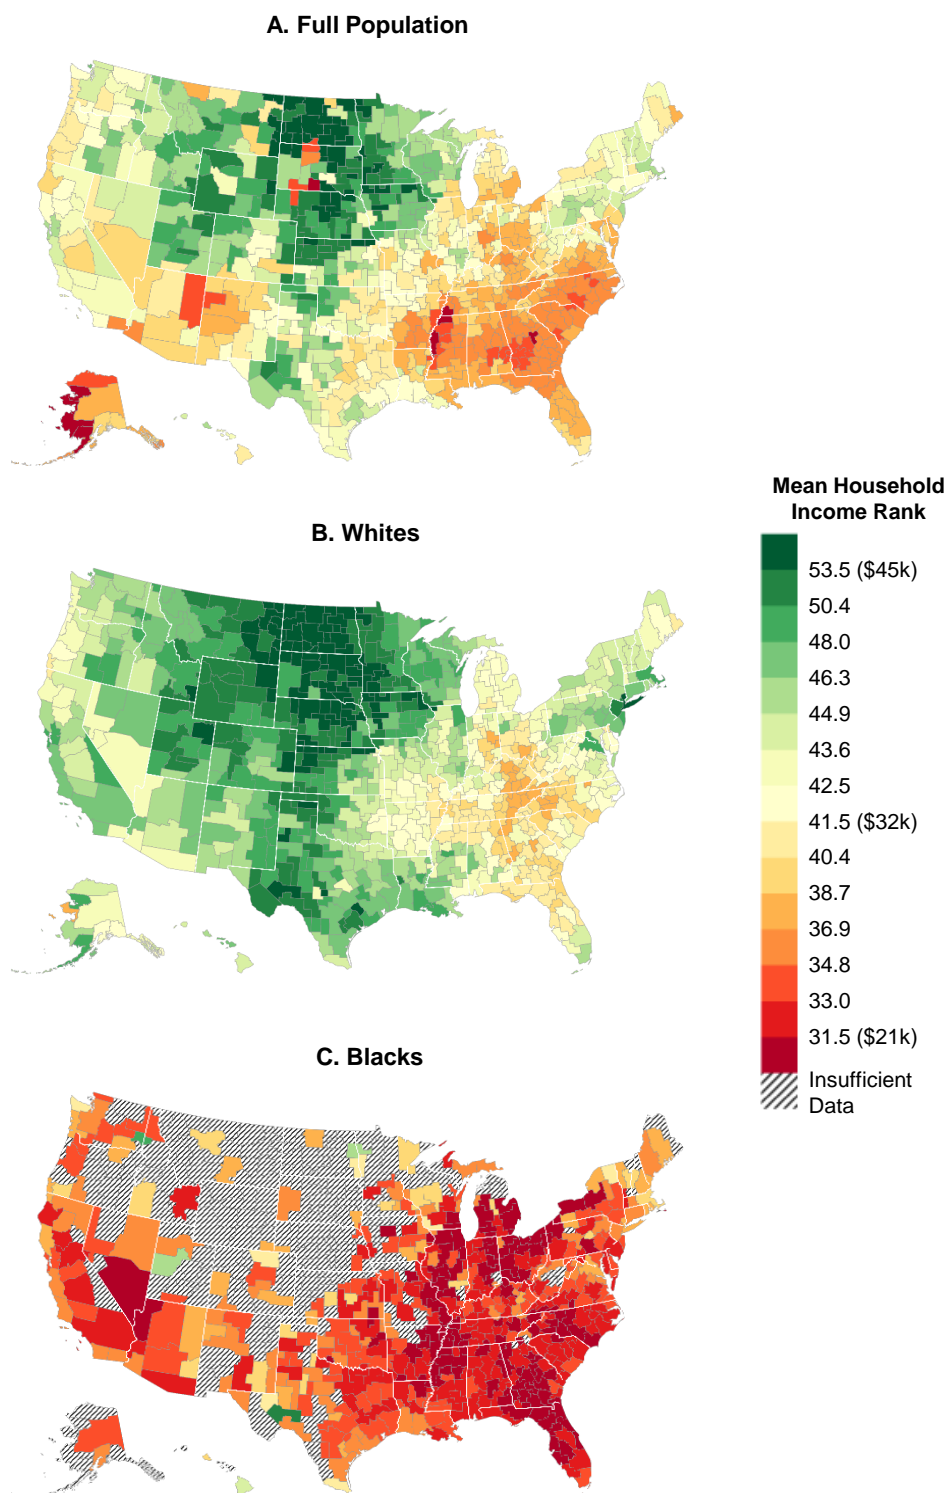 A. Full Population
Mean Household
Income Rank
B. Whites
53.5 ($45k)
50.4
48.0
46.3
44.9
43.6
42.5
41.5 ($32k)
40.4
38.7
36.9
34.8
33.0
31.5 ($21k)
Insufficient
Data
C. Blacks